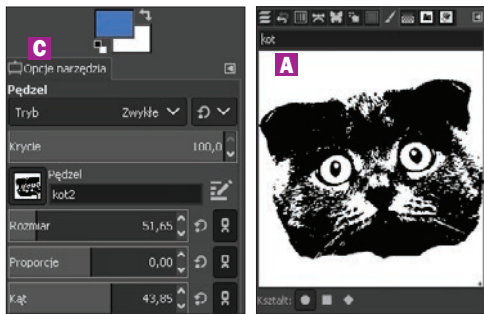 C
Opcje narzędzia
Pędzel
Tryb Zwykłe
Krycie 100,0
Pędzel
kot2
Rozmiar 51,65
Proporcje 0,00
Kąt 43,85
kot
A
Kształt: